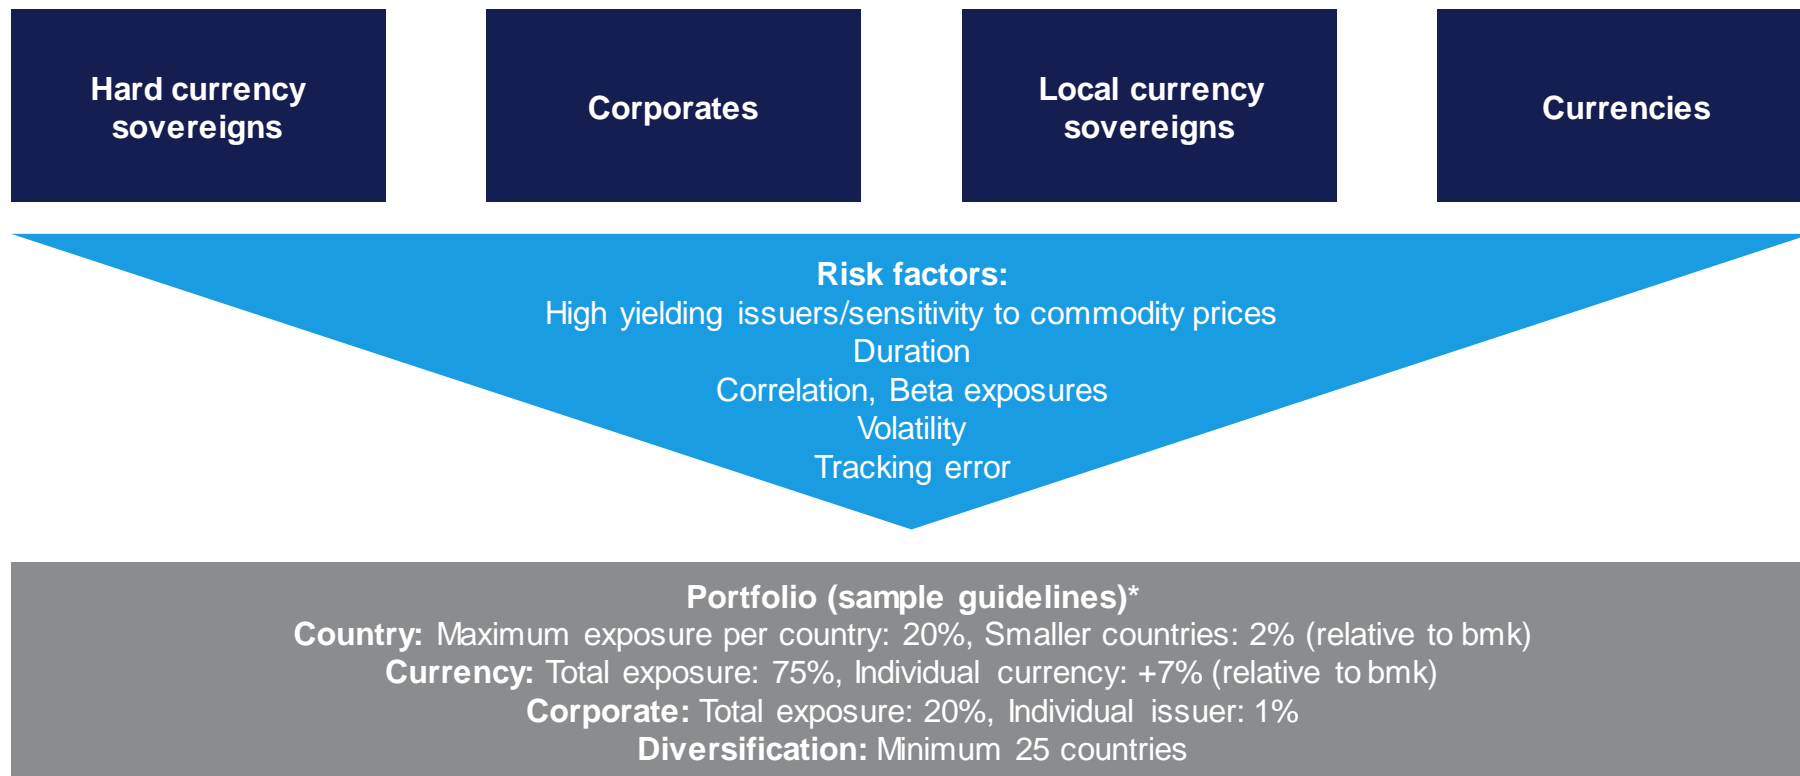 Hard currency
sovereigns
Corporates
Local currency
sovereigns
Currencies
Risk factors:
High yielding issuers/sensitivity to commodity prices
Duration
Correlation, Beta exposures
Volatility
Tracking error
Portfolio (sample guidelines)*
Country: Maximum exposure per country: 20%, Smaller countries: 2% (relative to bmk)
Currency: Total exposure: 75%, Individual currency: +7% (relative to bmk)
Corporate: Total exposure: 20%, Individual issuer: 1%
Diversification: Minimum 25 countries